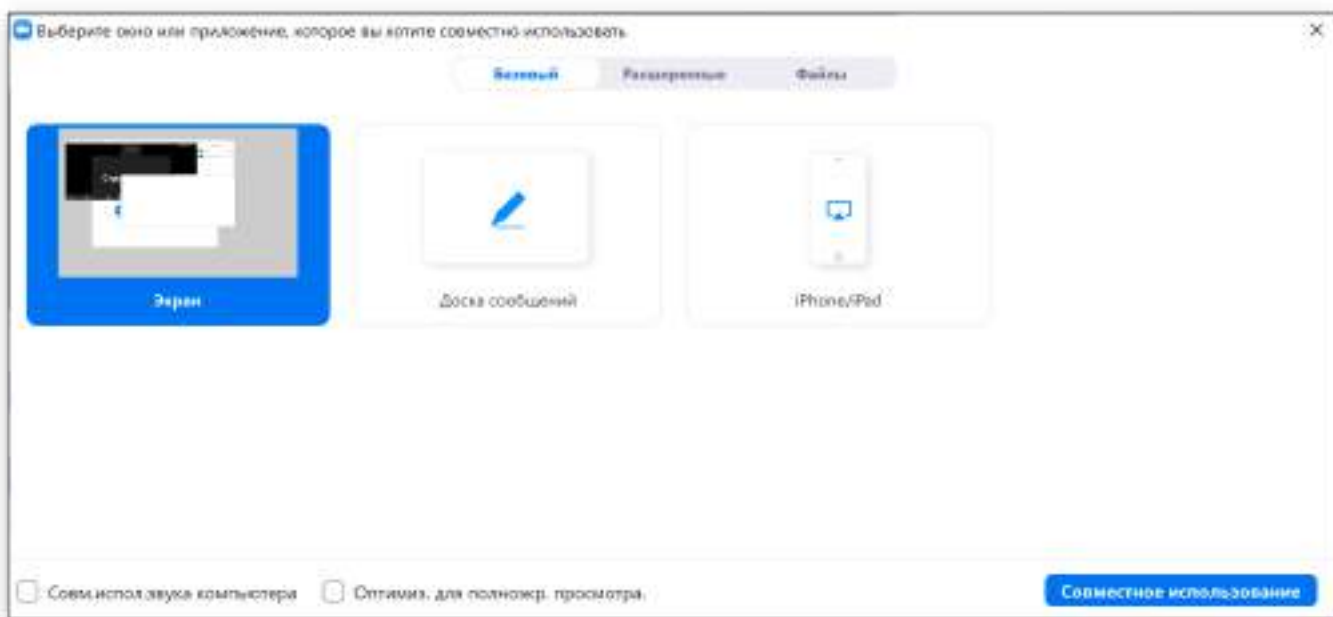 Выберите окно или приложение, которое вы хотите совместно использовать
Базовый Расширенные Файлы
Экран
Доска сообщений
iPhone/iPad
Совм.испол.звука компьютера
Оптимиз. для полноэкр. просмотра.
Совместное использование